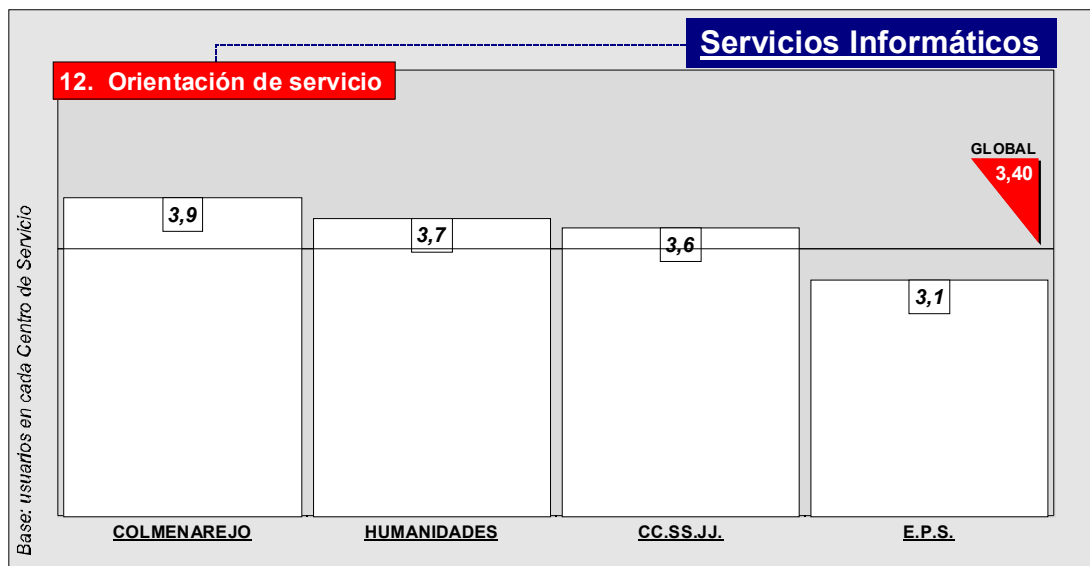 Servicios Informáticos
12. Orientación de servicio
GLOBAL
3,40
3,9
3,7
3,6
3,1
Base: usuarios en cada Centro de Servicio
COLMENAREJO
HUMANIDADES
CC.SS.JJ.
E.P.S.